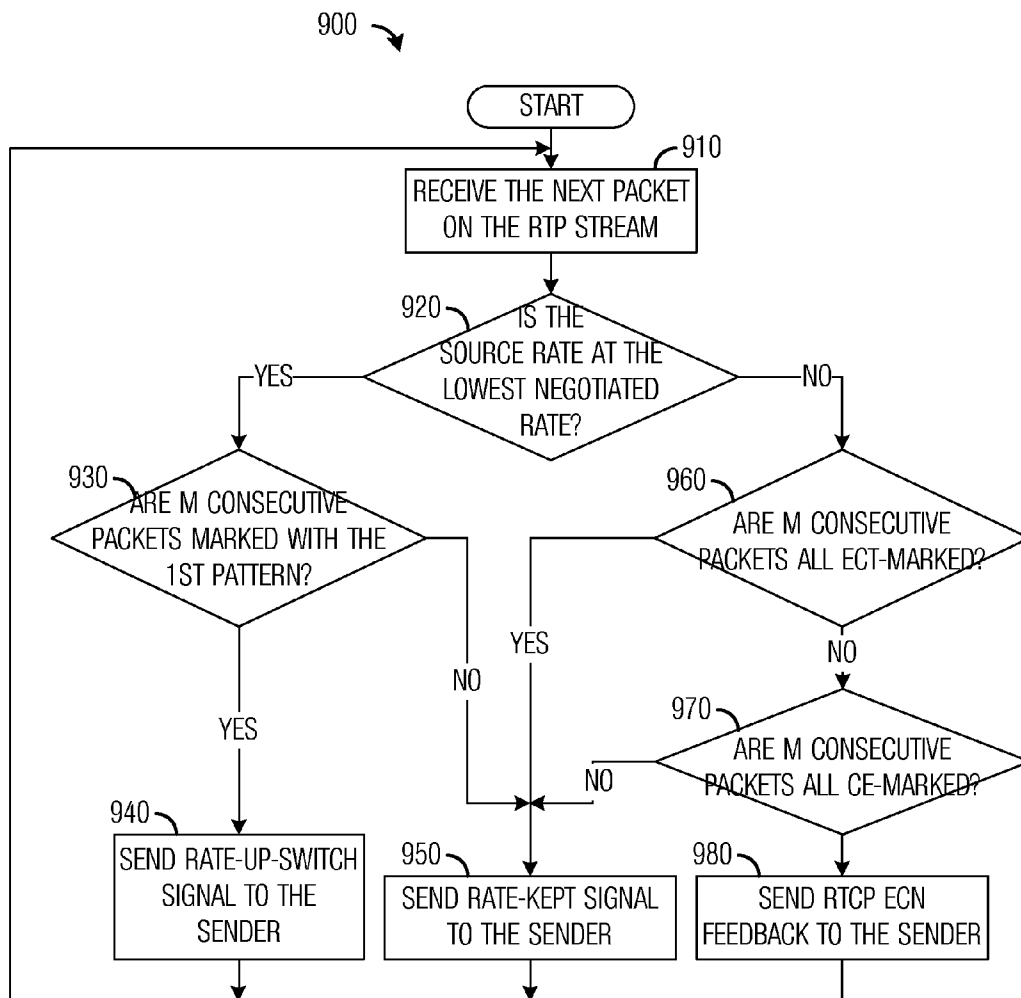 900
START
910
RECEIVE THE NEXT PACKET
ON THE RTP STREAM
920
IS THE
SOURCE RATE AT THE
LOWEST NEGOTIATED
RATE?
YES
NO
930
ARE M CONSECUTIVE
PACKETS MARKED WITH THE
1ST PATTERN?
960
ARE M CONSECUTIVE
PACKETS ALL ECT-MARKED?
YES
NO
NO
YES
970
ARE M CONSECUTIVE
PACKETS ALL CE-MARKED?
NO
940
SEND RATE-UP-SWITCH
SIGNAL TO THE
SENDER
950
SEND RATE-KEPT SIGNAL
TO THE SENDER
980
SEND RTCP ECN
FEEDBACK TO THE SENDER